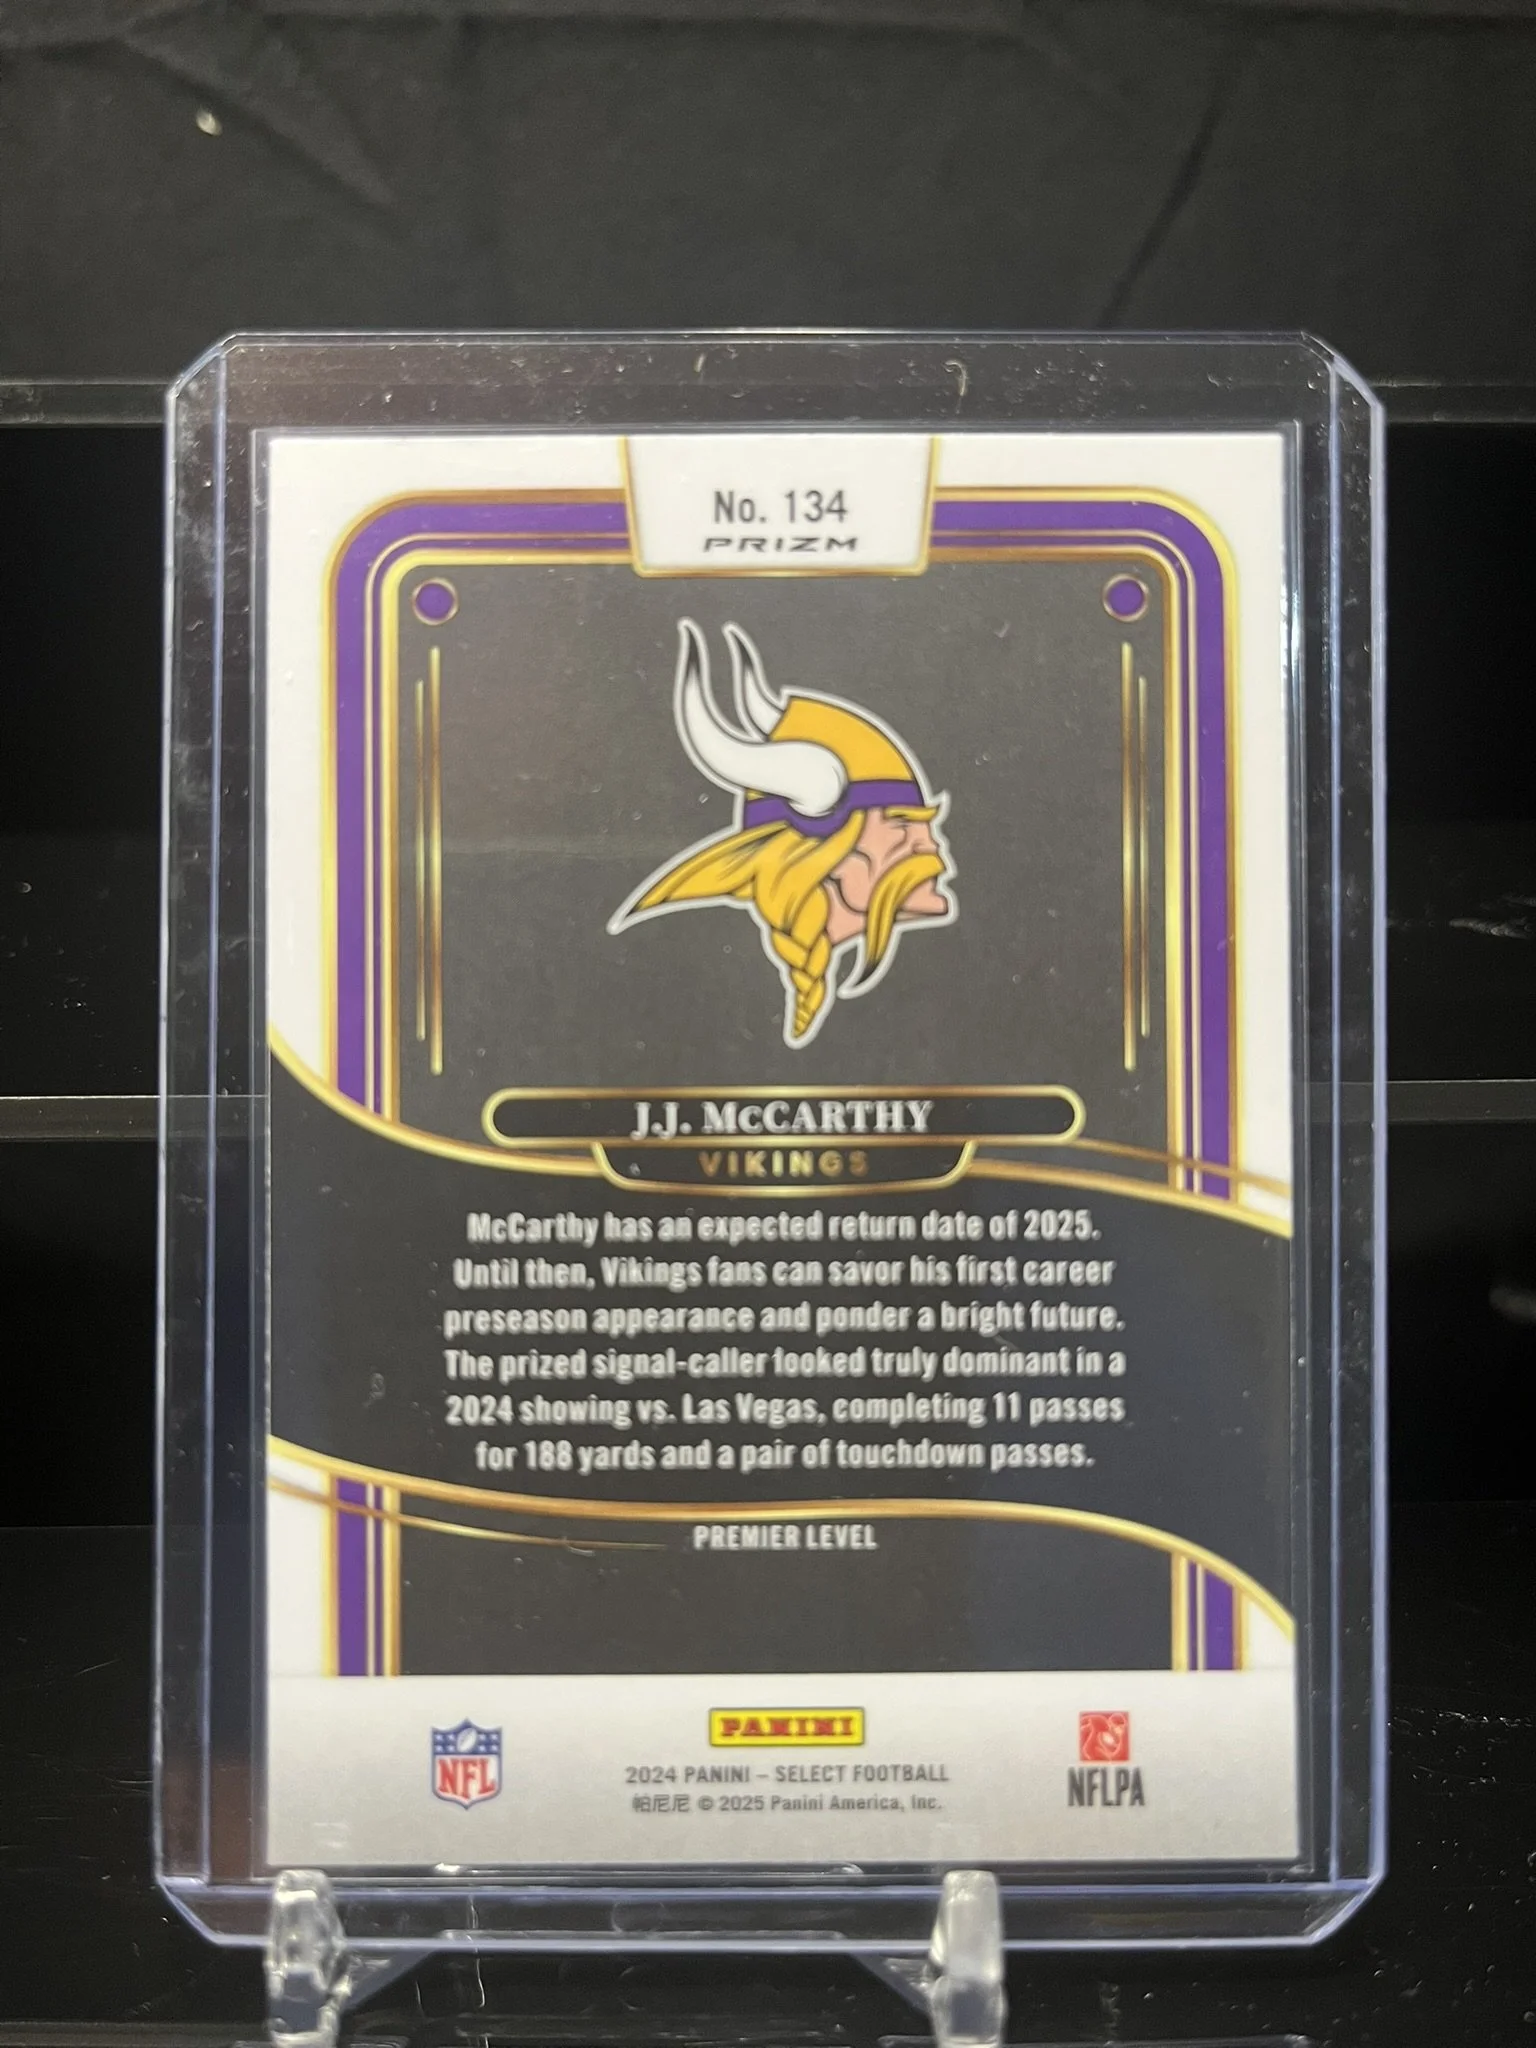 No. 134
PRIZM
J.J. McCARTHY
VIKINGS
McCarthy has an expected return date of 2025.
Until then, Vikings fans can savor his first career
preseason appearance and ponder a bright future.
The prized signal-caller looked truly dominant in a
2024 showing vs. Las Vegas, completing 11 passes
for 188 yards and a pair of touchdown passes.
PREMIER LEVEL
PANINI
NFL
2024 PANINI – SELECT FOOTBALL
帕尼尼 © 2025 Panini America, Inc.
NFLPA